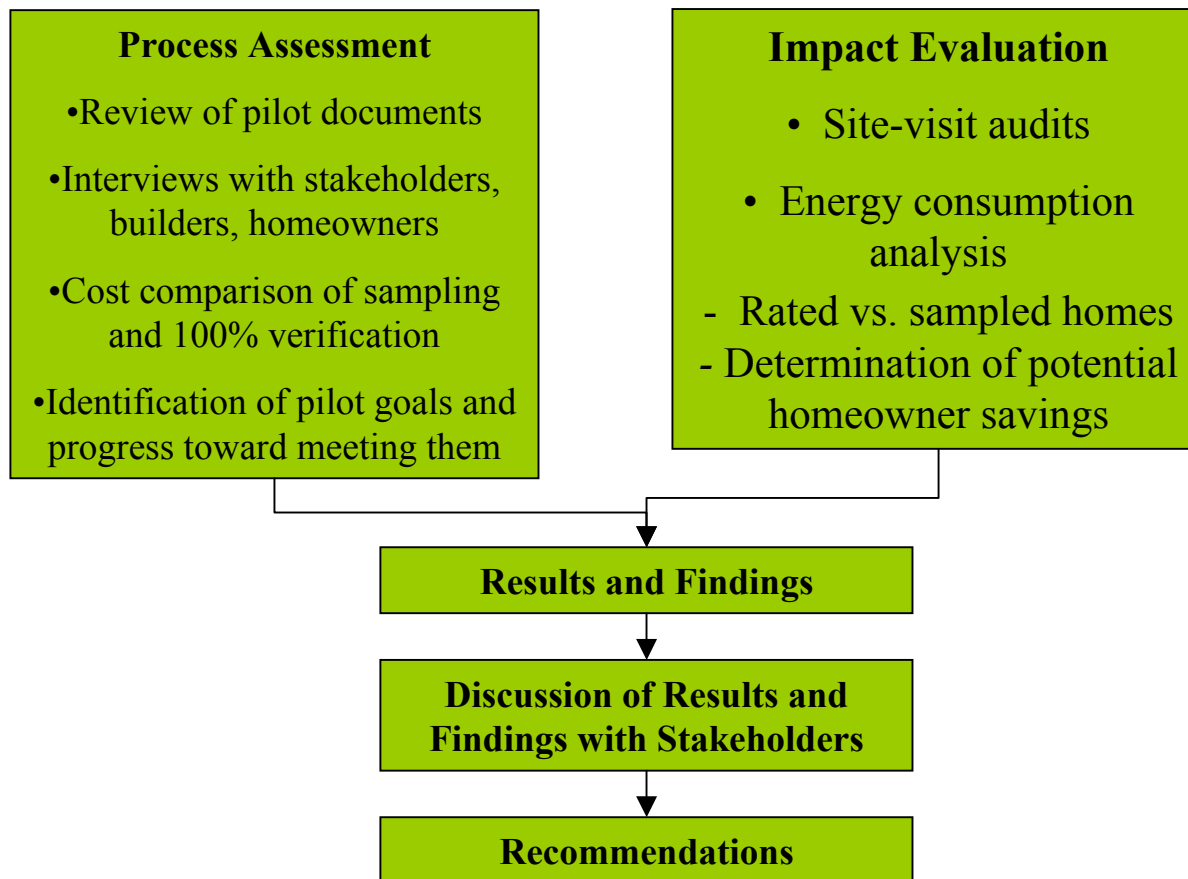 Process Assessment
•Review of pilot documents
•Interviews with stakeholders,
builders, homeowners
•Cost comparison of sampling
and 100% verification
•Identification of pilot goals and
progress toward meeting them
Impact Evaluation
• Site-visit audits
• Energy consumption
analysis
- Rated vs. sampled homes
- Determination of potential
homeowner savings
Results and Findings
Discussion of Results and
Findings with Stakeholders
Recommendations